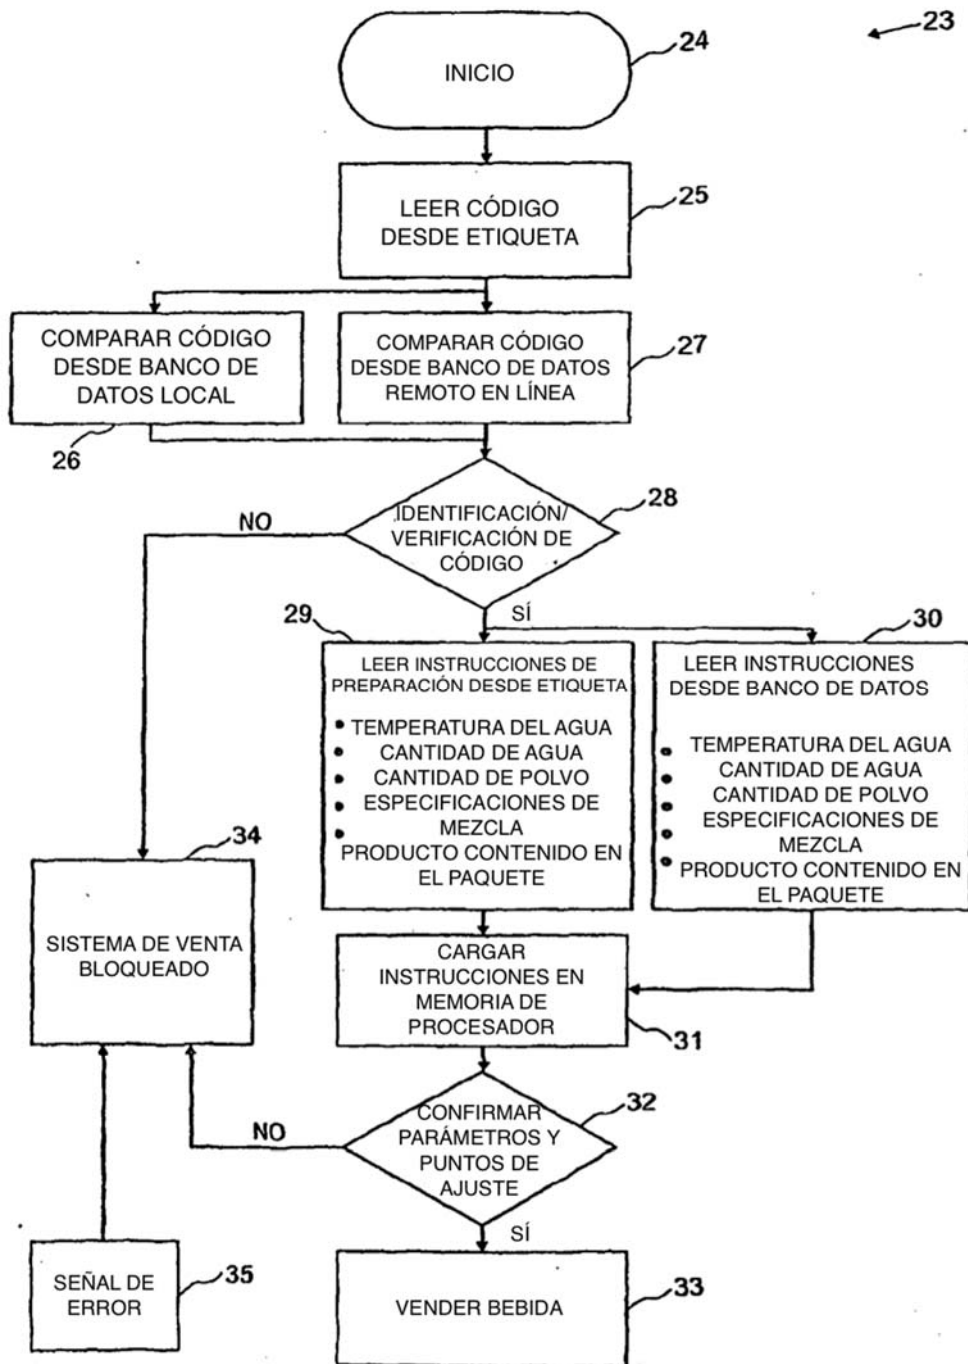 23
24
INICIO
25
LEER CÓDIGO
DESDE ETIQUETA
COMPARAR CÓDIGO
DESDE BANCO DE
DATOS LOCAL
26
COMPARAR CÓDIGO
DESDE BANCO DE DATOS
REMOTO EN LÍNEA
27
28
IDENTIFICACIÓN/
VERIFICACIÓN DE
CÓDIGO
NO
SÍ
29
LEER INSTRUCCIONES DE
PREPARACIÓN DESDE ETIQUETA
• TEMPERATURA DEL AGUA
• CANTIDAD DE AGUA
• CANTIDAD DE POLVO
• ESPECIFICACIONES DE
• MEZCLA
PRODUCTO CONTENIDO EN
EL PAQUETE
30
LEER INSTRUCCIONES
DESDE BANCO DE DATOS
• TEMPERATURA DEL AGUA
• CANTIDAD DE AGUA
• CANTIDAD DE POLVO
• ESPECIFICACIONES DE
MEZCLA
• PRODUCTO CONTENIDO EN
EL PAQUETE
34
SISTEMA DE VENTA
BLOQUEADO
CARGAR
INSTRUCCIONES EN
MEMORIA DE
PROCESADOR
31
32
CONFIRMAR
PARÁMETROS Y
PUNTOS DE
AJUSTE
NO
SÍ
SEÑAL DE
ERROR
35
VENDER BEBIDA
33